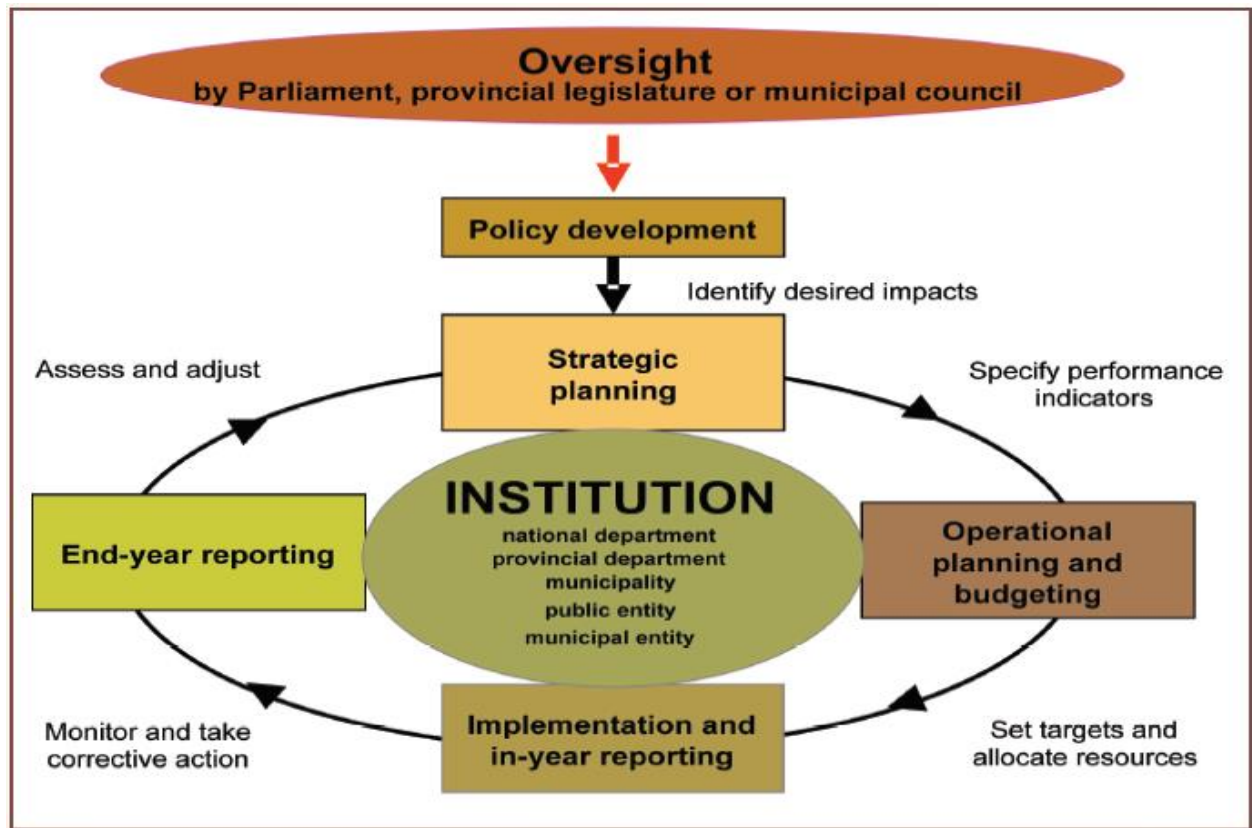 Oversight
by Parliament, provincial legislature or municipal council
Policy development
Identify desired impacts
Strategic
planning
Assess and adjust
Specify performance
indicators
INSTITUTION
national department
provincial department
municipality
public entity
municipal entity
End-year reporting
Operational
planning and
budgeting
Implementation and
in-year reporting
Monitor and take
corrective action
Set targets and
allocate resources